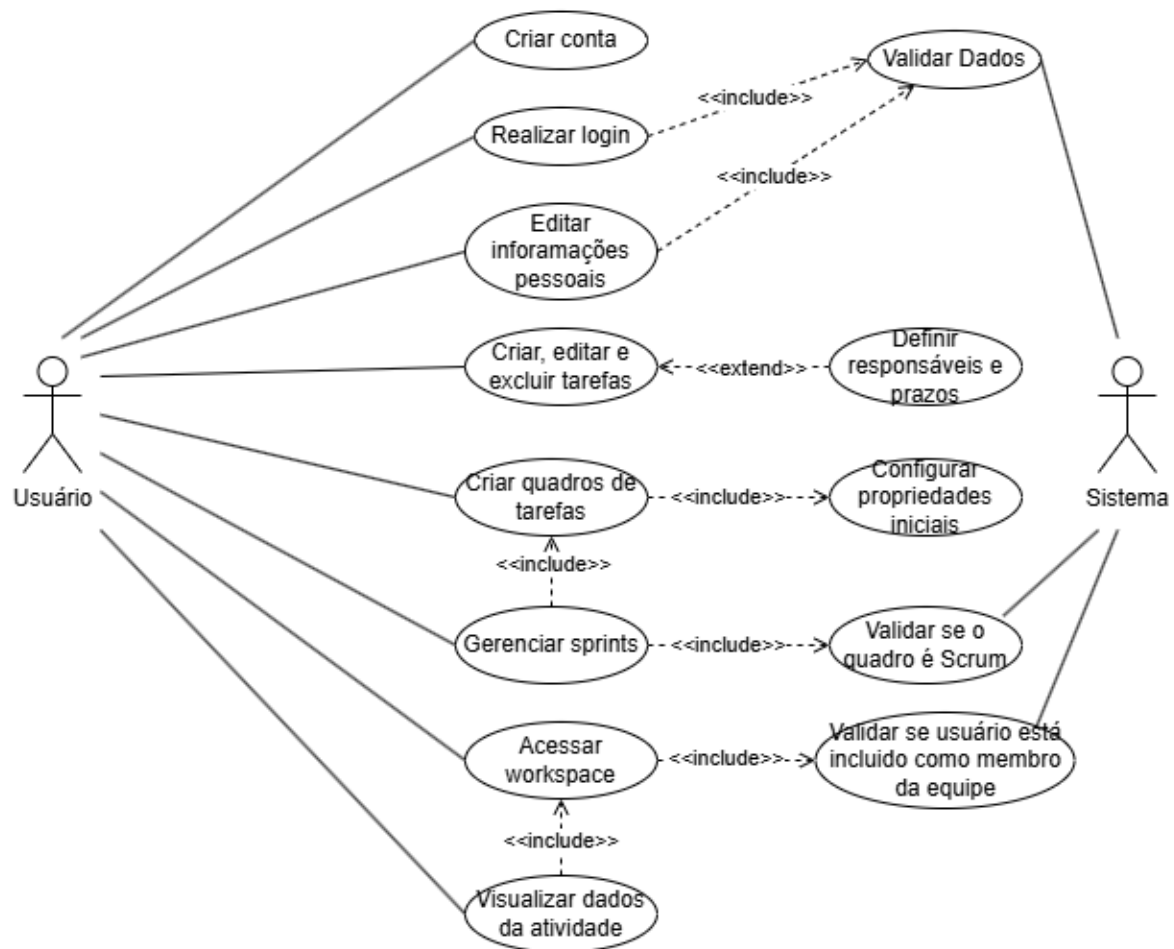 Criar conta
Validar Dados
<<include>>
Realizar login
<<include>>
Editar
inforamações
pessoais
Criar, editar e
excluir tarefas
<<extend>>
Definir
responsáveis e
prazos
Usuário
Sistema
Criar quadros de
tarefas
<<include>>
Configurar
propriedades
iniciais
<<include>>
Gerenciar sprints
<<include>>
Validar se o
quadro é Scrum
Acessar
workspace
<<include>>
Validar se usuário está
incluido como membro
da equipe
<<include>>
Visualizar dados
da atividade